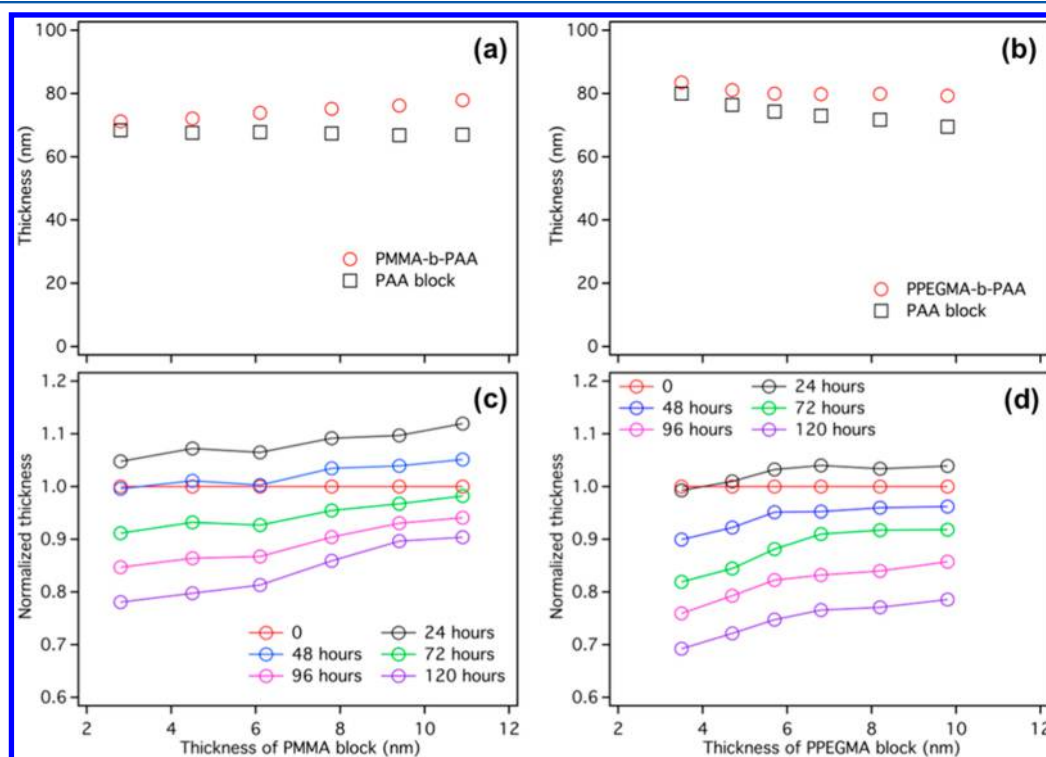 (a)
100
80
60
40
20
0
Thickness (nm)
PMMA-b-PAA
PAA block
(b)
100
80
60
40
20
0
Thickness (nm)
PPEGMA-b-PAA
PAA block
(c)
1.2
1.1
1.0
0.9
0.8
0.7
0.6
Normalized thickness
0 24 hours
48 hours 72 hours
96 hours 120 hours
2 4 6 8 10 12
Thickness of PMMA block (nm)
(d)
1.2
1.1
1.0
0.9
0.8
0.7
0.6
Normalized thickness
0 24 hours
48 hours 72 hours
96 hours 120 hours
2 4 6 8 10 12
Thickness of PPEGMA block (nm)